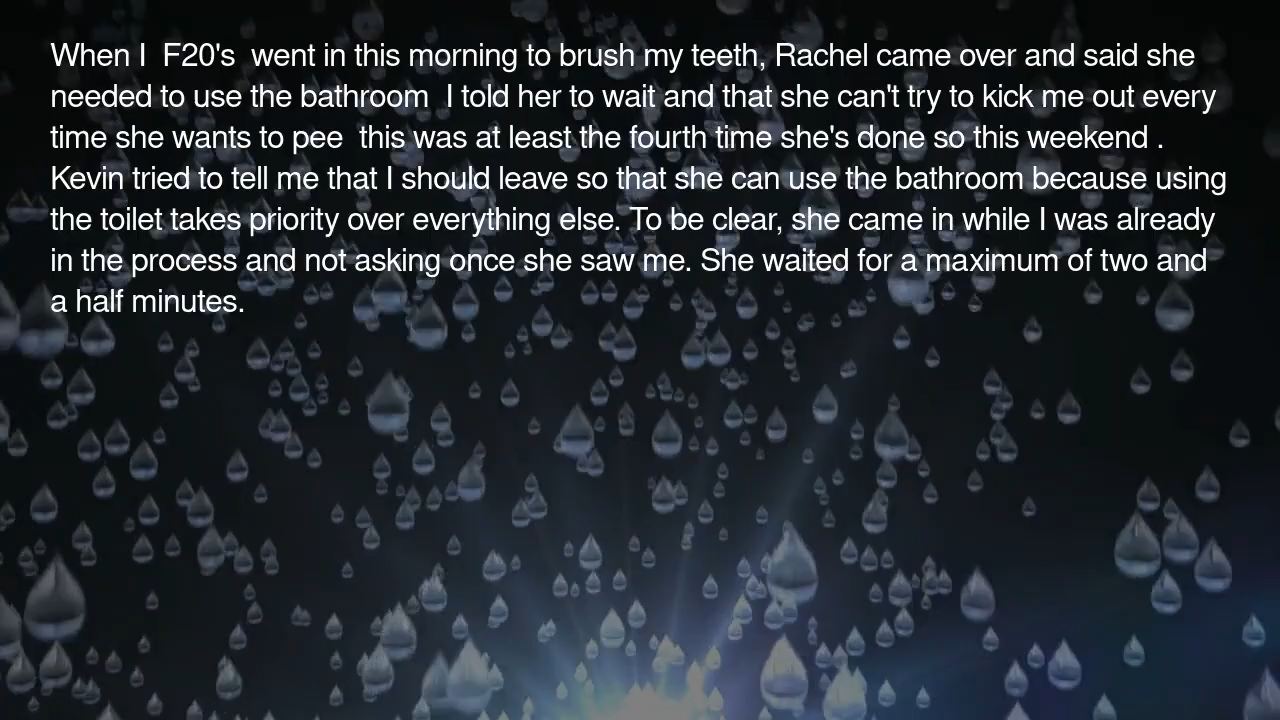 When I  F20's  went in this morning to brush my teeth, Rachel came over and said she
needed to use the bathroom  I told her to wait and that she can't try to kick me out every
time she wants to pee  this was at least the fourth time she's done so this weekend .
Kevin tried to tell me that I should leave so that she can use the bathroom because using
the toilet takes priority over everything else. To be clear, she came in while I was already
in the process and not asking once she saw me. She waited for a maximum of two and
a half minutes.